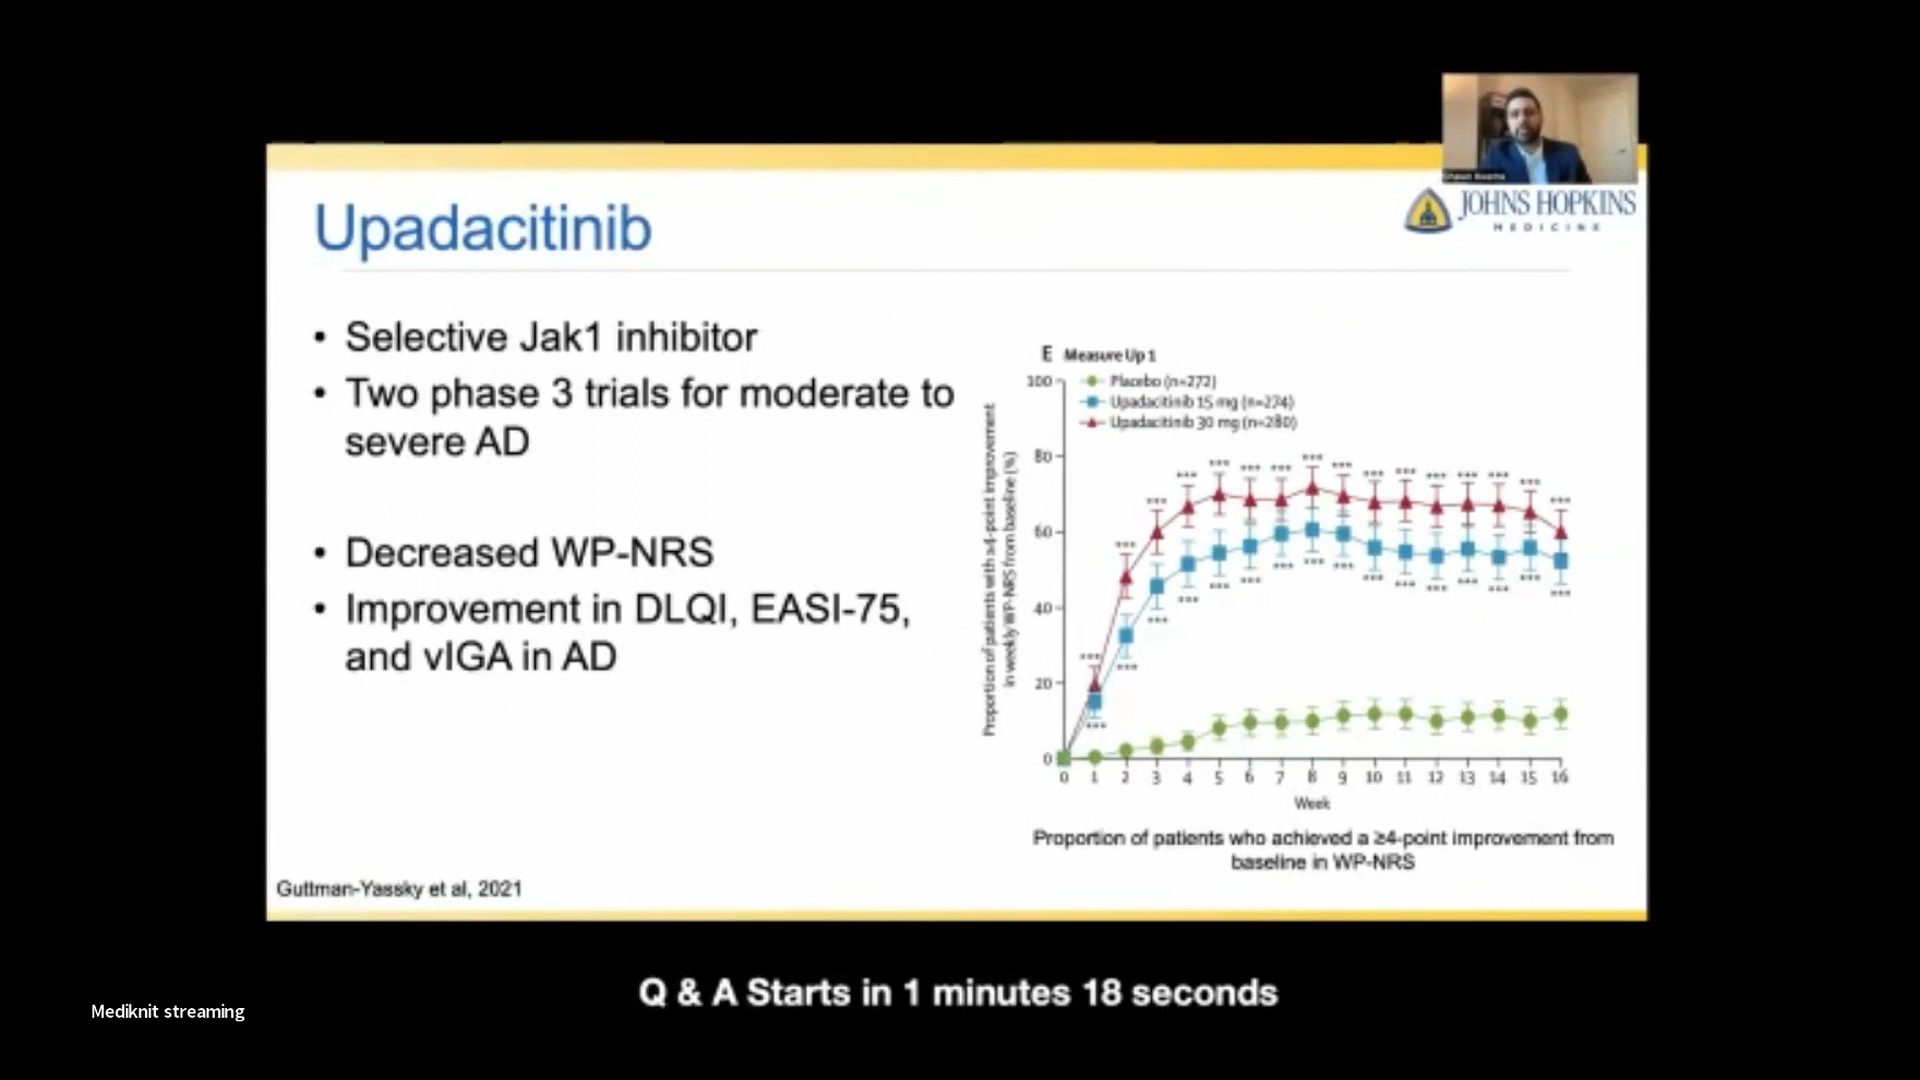 JOHNS HOPKINS
MEDICINE
Upadacitinib
• Selective Jak1 inhibitor
• Two phase 3 trials for moderate to
severe AD
• Decreased WP-NRS
• Improvement in DLQI, EASI-75,
and vIGA in AD
E Measure Up 1
Placebo (n=272)
Upadacitinib 15 mg (n=274)
Upadacitinib 30 mg (n=280)
Proportion of patients with ≥4-point improvement
in weekly WP-NRS from baseline (%)
100
80
60
40
20
0
0 1 2 3 4 5 6 7 8 9 10 11 12 13 14 15 16
Week
Proportion of patients who achieved a ≥4-point improvement from
baseline in WP-NRS
Guttman-Yassky et al, 2021
Q & A Starts in 1 minutes 18 seconds
Mediknit streaming